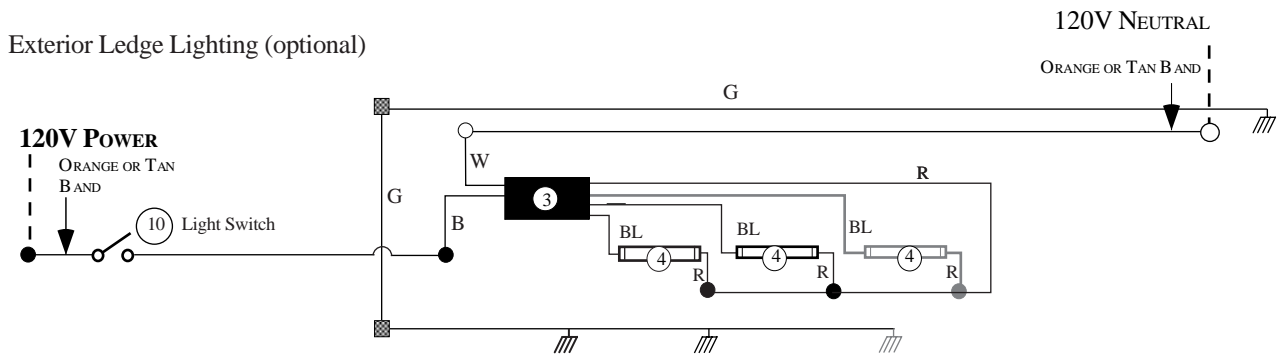 120V NEUTRAL
Exterior Ledge Lighting (optional)
ORANGE OR TAN BAND
G
120V POWER
ORANGE OR TAN
BAND
W
R
G
3
10 Light Switch
B
BL
BL
BL
4
4
4
R
R
R